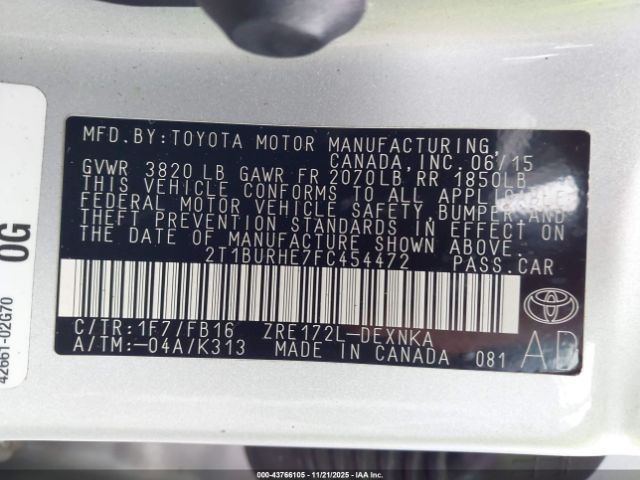 MFD. BY: TOYOTA MOTOR MANUFACTURING,
CANADA, INC. 06/15
GVWR 3820 LB GAWR FR 2070LB RR 1850LB
THIS VEHICLE CONFORMS TO ALL APPLICABLE
FEDERAL MOTOR VEHICLE SAFETY, BUMPER AND
THEFT PREVENTION STANDARDS IN EFFECT ON
THE DATE OF MANUFACTURE SHOWN ABOVE.
2T1BURHE7FC454472 PASS. CAR
C/TR: 1F7/FB16 ZRE172L-DEXNKA
A/TM: -04A/K313 MADE IN CANADA 081
AD
TOYOTA
0G
42661-02G70
000-43766105 - 11/21/2025 - IAA Inc.